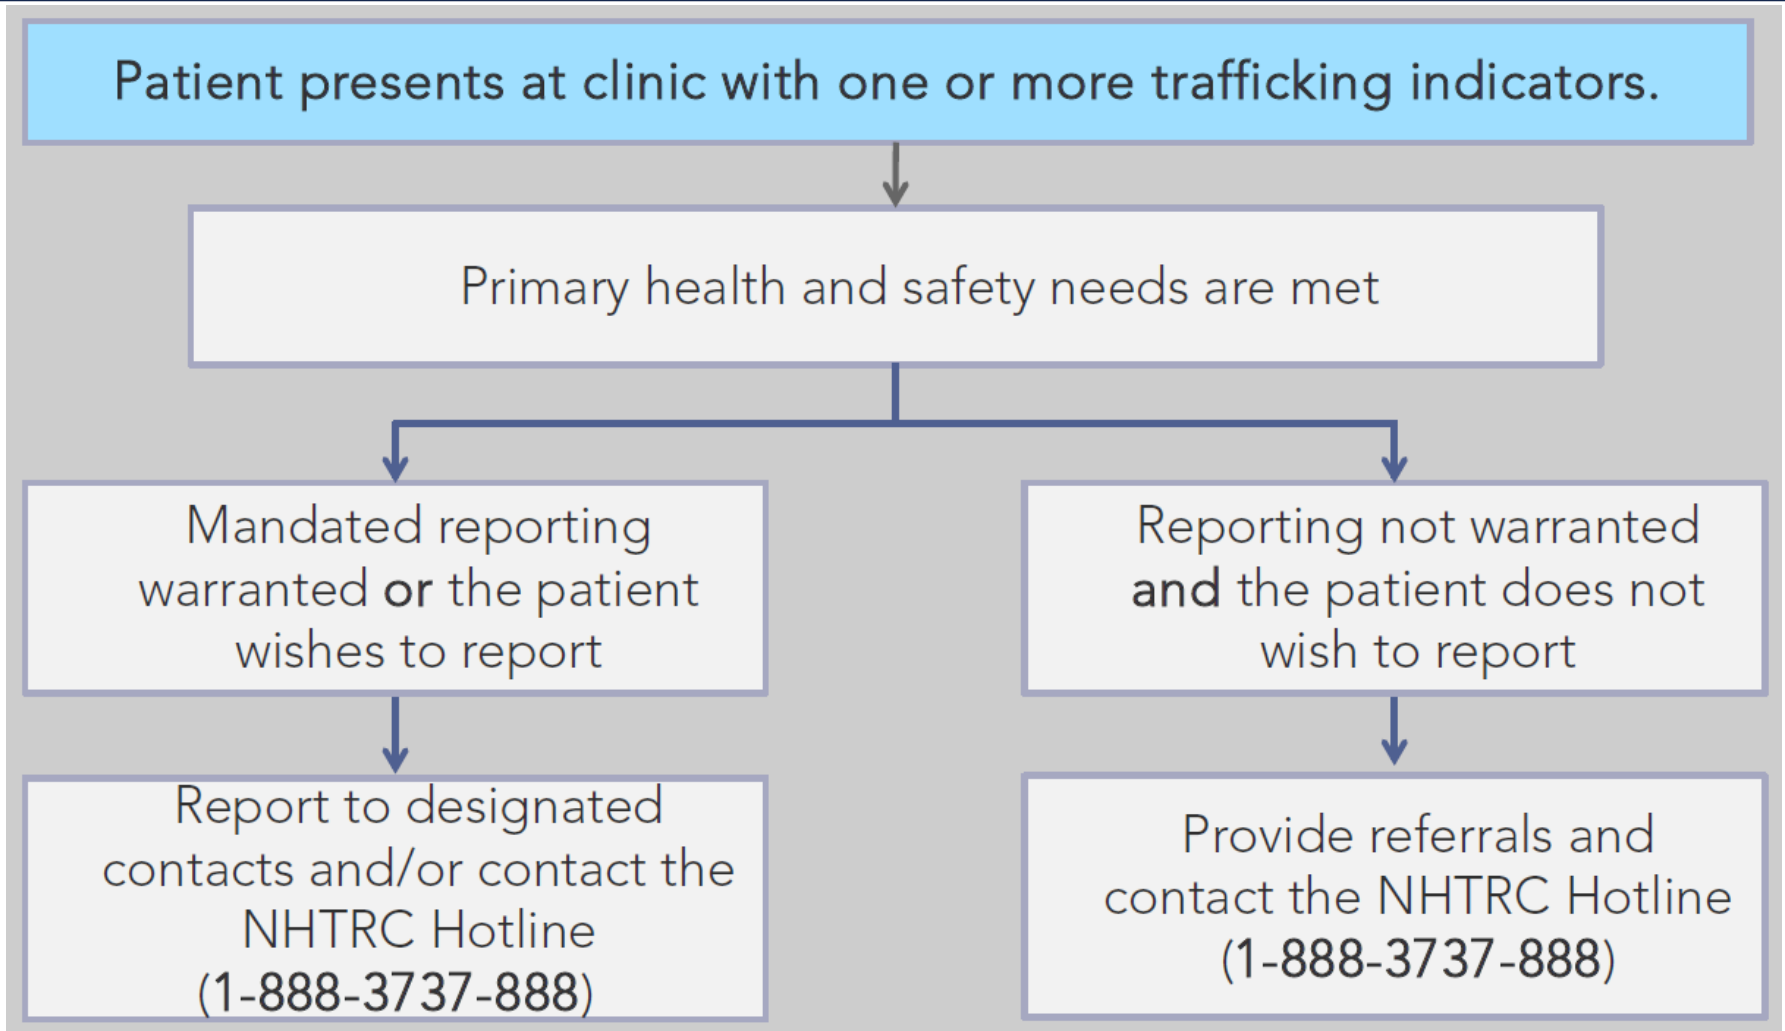 Patient presents at clinic with one or more trafficking indicators.
Primary health and safety needs are met
Mandated reporting
warranted or the patient
wishes to report
Reporting not warranted
and the patient does not
wish to report
Report to designated
contacts and/or contact the
NHTRC Hotline
(1-888-3737-888)
Provide referrals and
contact the NHTRC Hotline
(1-888-3737-888)